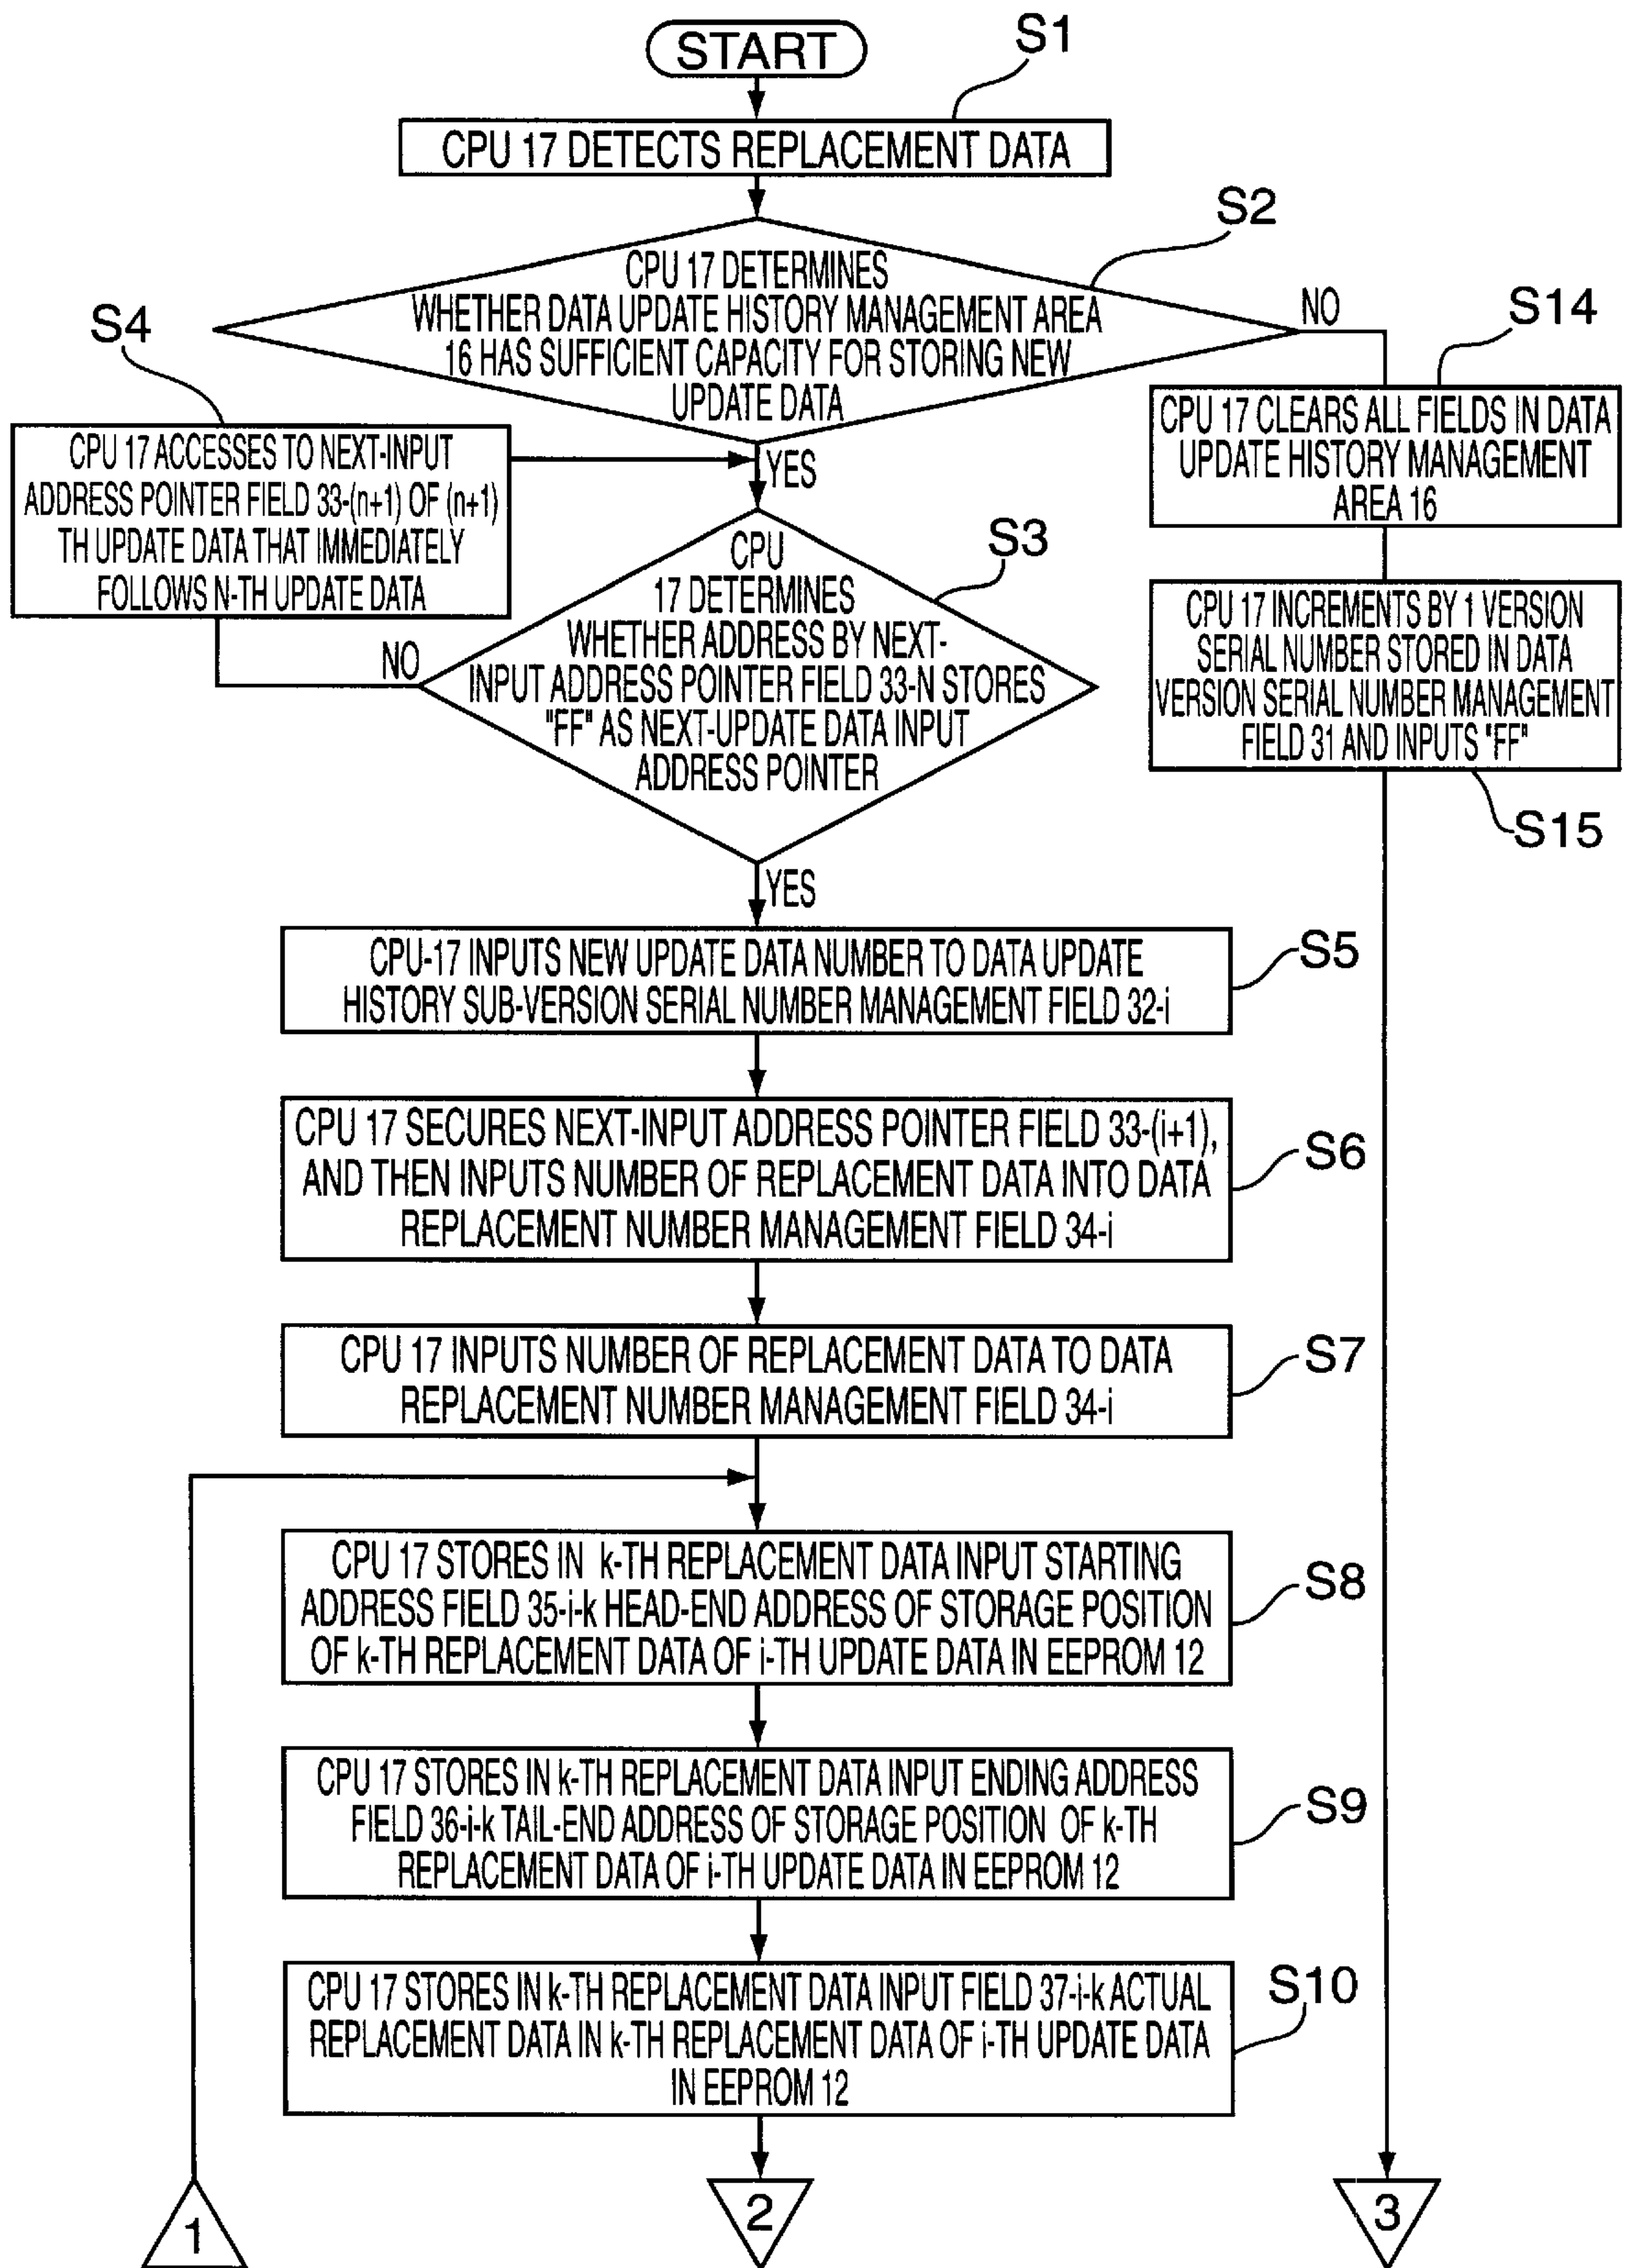 START
S1
CPU 17 DETECTS REPLACEMENT DATA
S2
CPU 17 DETERMINES
WHETHER DATA UPDATE HISTORY MANAGEMENT AREA
16 HAS SUFFICIENT CAPACITY FOR STORING NEW
UPDATE DATA
NO
YES
S14
CPU 17 CLEARS ALL FIELDS IN DATA
UPDATE HISTORY MANAGEMENT
AREA 16
S4
CPU 17 ACCESSES TO NEXT-INPUT
ADDRESS POINTER FIELD 33-(n+1) OF (n+1)
TH UPDATE DATA THAT IMMEDIATELY
FOLLOWS N-TH UPDATE DATA
S3
CPU
17 DETERMINES
WHETHER ADDRESS BY NEXT-
INPUT ADDRESS POINTER FIELD 33-N STORES
"FF" AS NEXT-UPDATE DATA INPUT
ADDRESS POINTER
NO
YES
CPU 17 INCREMENTS BY 1 VERSION
SERIAL NUMBER STORED IN DATA
VERSION SERIAL NUMBER MANAGEMENT
FIELD 31 AND INPUTS "FF"
S15
CPU-17 INPUTS NEW UPDATE DATA NUMBER TO DATA UPDATE
HISTORY SUB-VERSION SERIAL NUMBER MANAGEMENT FIELD 32-i
S5
CPU 17 SECURES NEXT-INPUT ADDRESS POINTER FIELD 33-(i+1),
AND THEN INPUTS NUMBER OF REPLACEMENT DATA INTO DATA
REPLACEMENT NUMBER MANAGEMENT FIELD 34-i
S6
CPU 17 INPUTS NUMBER OF REPLACEMENT DATA TO DATA
REPLACEMENT NUMBER MANAGEMENT FIELD 34-i
S7
CPU 17 STORES IN k-TH REPLACEMENT DATA INPUT STARTING
ADDRESS FIELD 35-i-k HEAD-END ADDRESS OF STORAGE POSITION
OF k-TH REPLACEMENT DATA OF i-TH UPDATE DATA IN EEPROM 12
S8
CPU 17 STORES IN k-TH REPLACEMENT DATA INPUT ENDING ADDRESS
FIELD 36-i-k TAIL-END ADDRESS OF STORAGE POSITION OF k-TH
REPLACEMENT DATA OF i-TH UPDATE DATA IN EEPROM 12
S9
CPU 17 STORES IN k-TH REPLACEMENT DATA INPUT FIELD 37-i-k ACTUAL
REPLACEMENT DATA IN k-TH REPLACEMENT DATA OF i-TH UPDATE DATA
IN EEPROM 12
S10
1
2
3